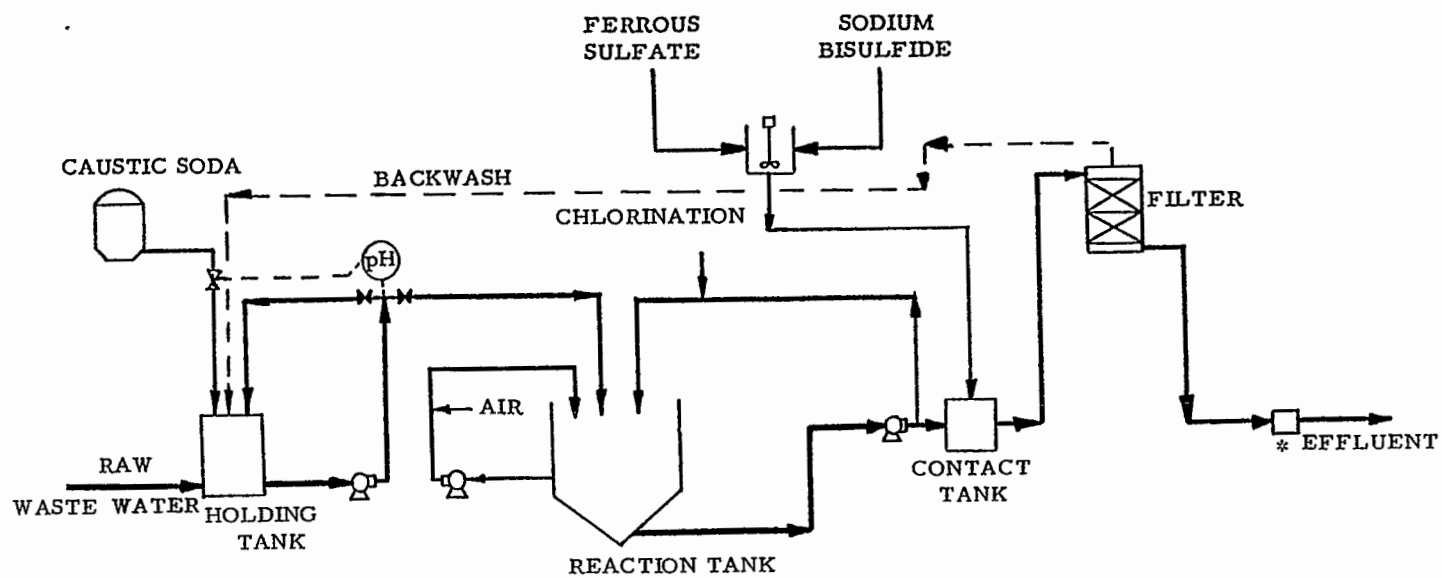 FERROUS
SULFATE
SODIUM
BISULFIDE
CAUSTIC SODA
BACKWASH
CHLORINATION
FILTER
pH
AIR
RAW
WASTE WATER
HOLDING
TANK
REACTION TANK
CONTACT
TANK
* EFFLUENT